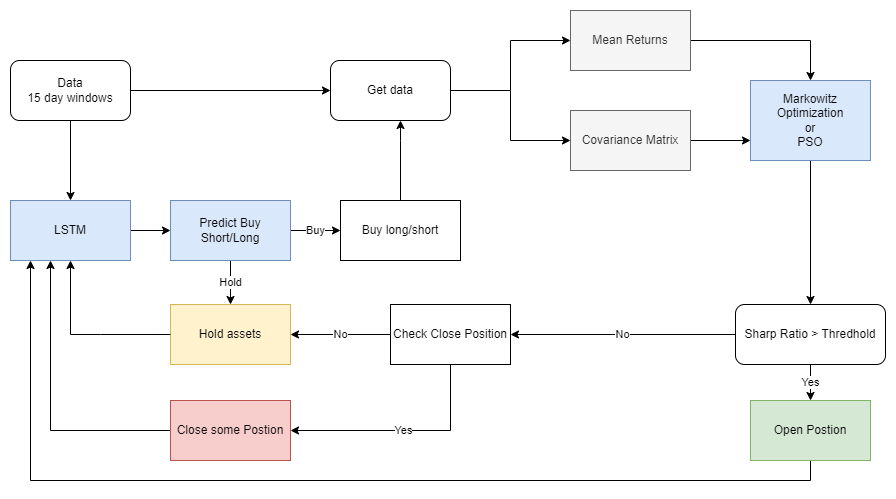 Mean Returns
Data
15 day windows
Get data
Markowitz
Optimization
or
PSO
Covariance Matrix
LSTM
Predict Buy
Short/Long
Buy
Buy long/short
Hold
Hold assets
No
Check Close Position
No
Sharp Ratio > Thredhold
Yes
Close some Postion
Yes
Open Postion